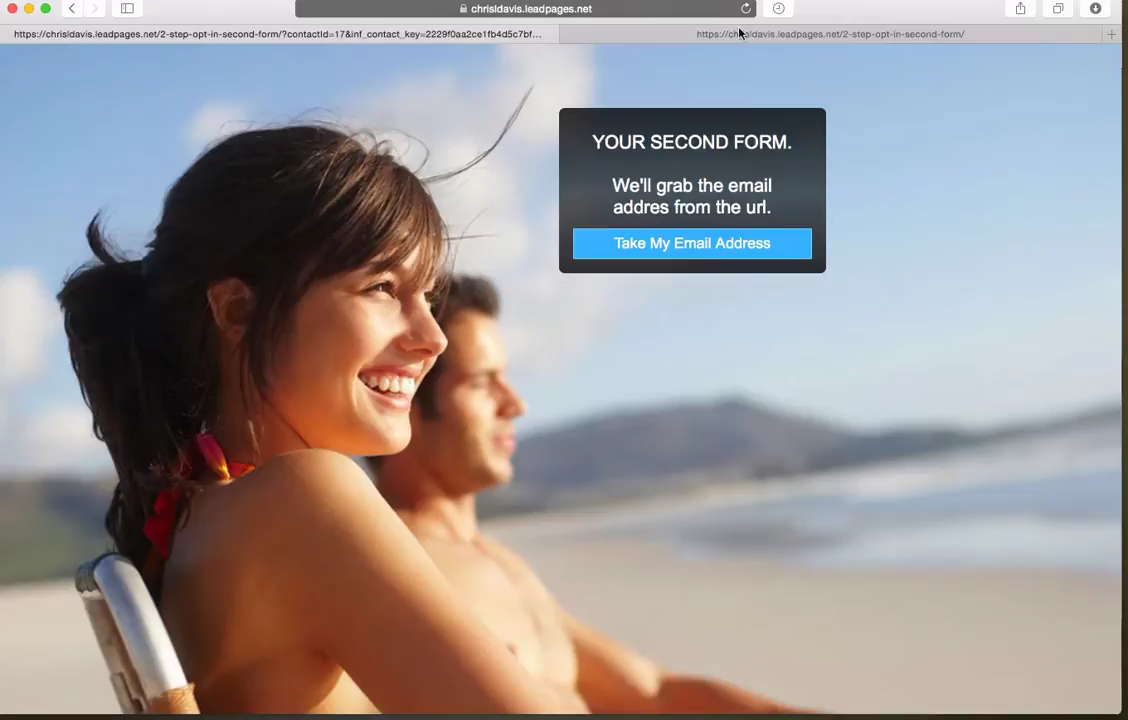 chrisldavis.leadpages.net
https://chrisldavis.leadpages.net/2-step-opt-in-second-form/?contactId=17&inf_contact_key=2229f0aa2ce1fb4d5c7bf...
https://chrisldavis.leadpages.net/2-step-opt-in-second-form/
YOUR SECOND FORM.
We'll grab the email
addres from the url.
Take My Email Address